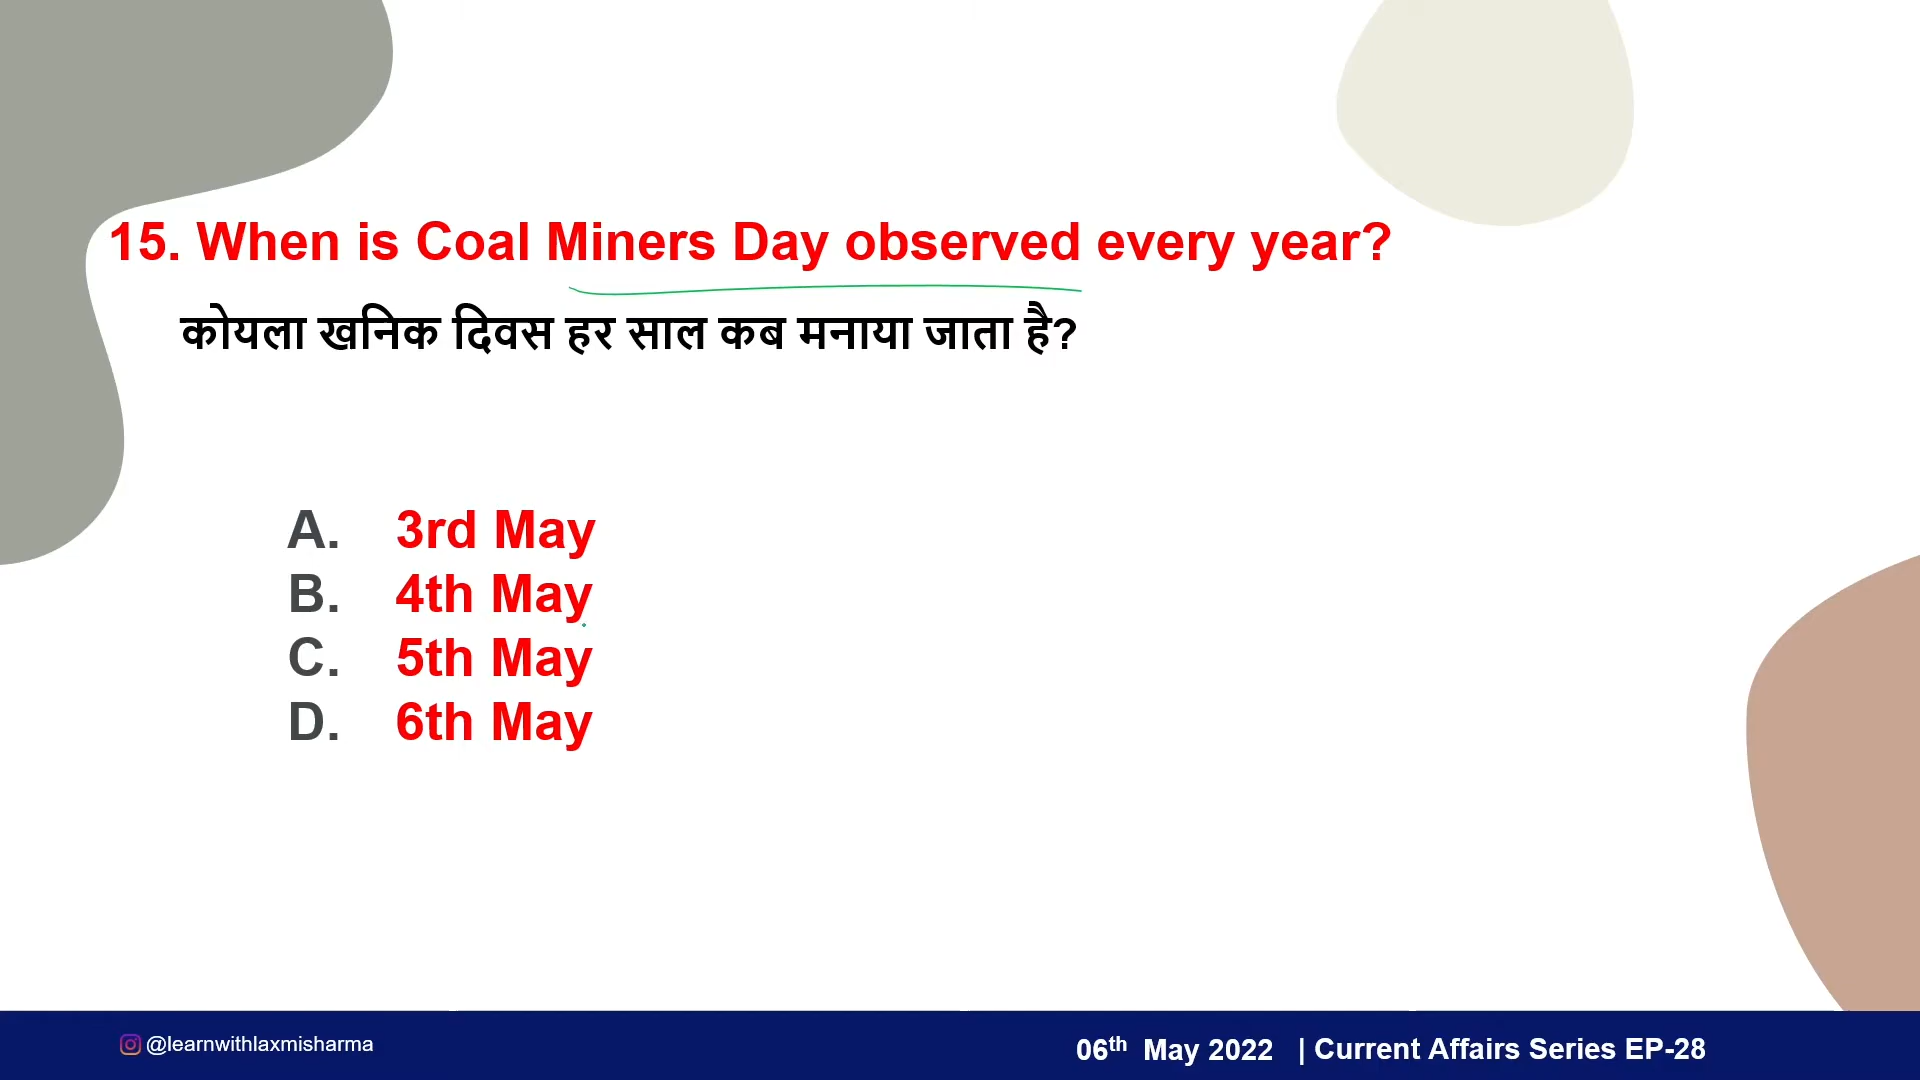 15. When is Coal Miners Day observed every year?
कोयला खनिक दिवस हर साल कब मनाया जाता है?
A. 3rd May
B. 4th May
C. 5th May
D. 6th May
@learnwithlaxmisharma
06th May 2022 | Current Affairs Series EP-28